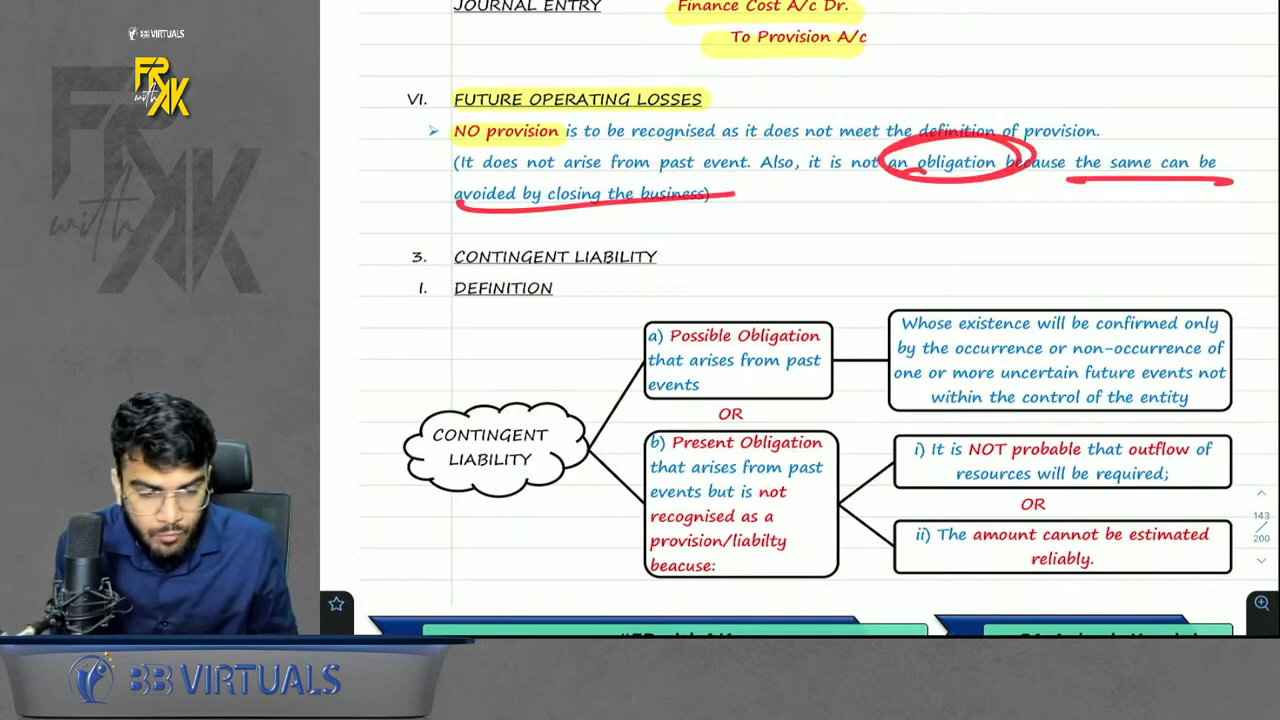 BB VIRTUALS
FR
with
AK
FR
with
AK
JOURNAL ENTRY
Finance Cost A/c Dr.
To Provision A/c
VI. FUTURE OPERATING LOSSES
➢ NO provision is to be recognised as it does not meet the definition of provision.
(It does not arise from past event. Also, it is not an obligation because the same can be
avoided by closing the business)
3. CONTINGENT LIABILITY
I. DEFINITION
CONTINGENT
LIABILITY
a) Possible Obligation
that arises from past
events
Whose existence will be confirmed only
by the occurrence or non-occurrence of
one or more uncertain future events not
within the control of the entity
OR
b) Present Obligation
that arises from past
events but is not
recognised as a
provision/liabilty
beacuse:
i) It is NOT probable that outflow of
resources will be required;
OR
ii) The amount cannot be estimated
reliably.
143
/
200
BB VIRTUALS